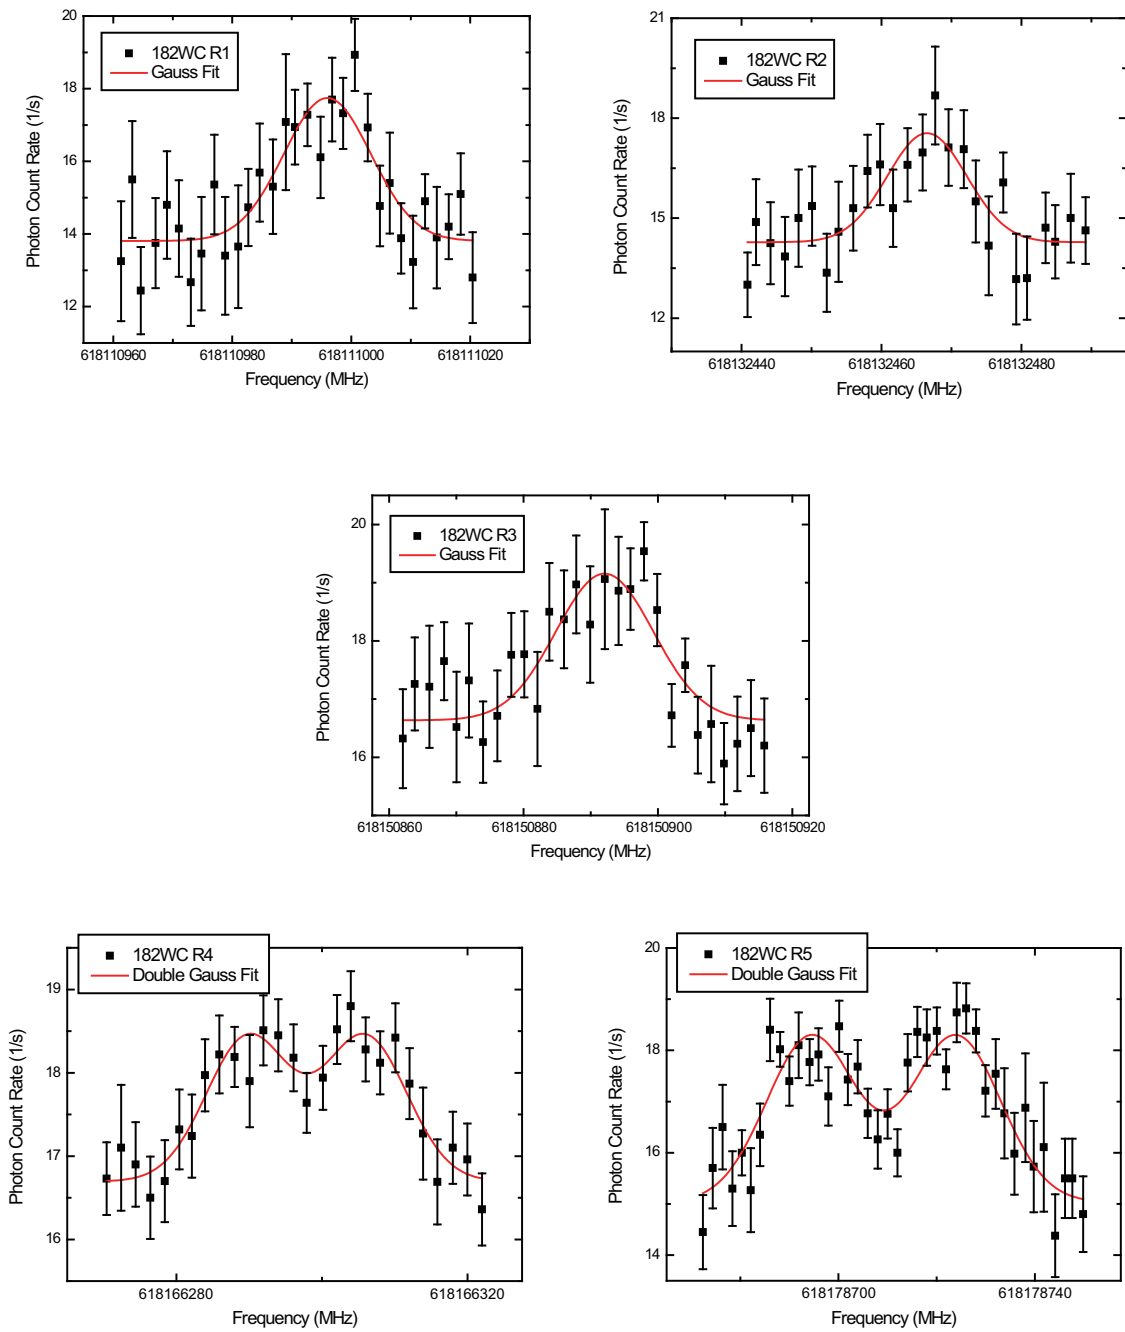 20
18
16
14
12
182WC R1
Gauss Fit
Photon Count Rate (1/s)
618110960
618110980
618111000
618111020
Frequency (MHz)
21
18
15
12
182WC R2
Gauss Fit
Photon Count Rate (1/s)
618132440
618132460
618132480
Frequency (MHz)
20
18
16
182WC R3
Gauss Fit
Photon Count Rate (1/s)
618150860
618150880
618150900
618150920
Frequency (MHz)
19
18
17
16
182WC R4
Double Gauss Fit
Photon Count Rate (1/s)
618166280
618166320
Frequency (MHz)
20
18
16
14
182WC R5
Double Gauss Fit
Photon Count Rate (1/s)
618178700
618178740
Frequency (MHz)